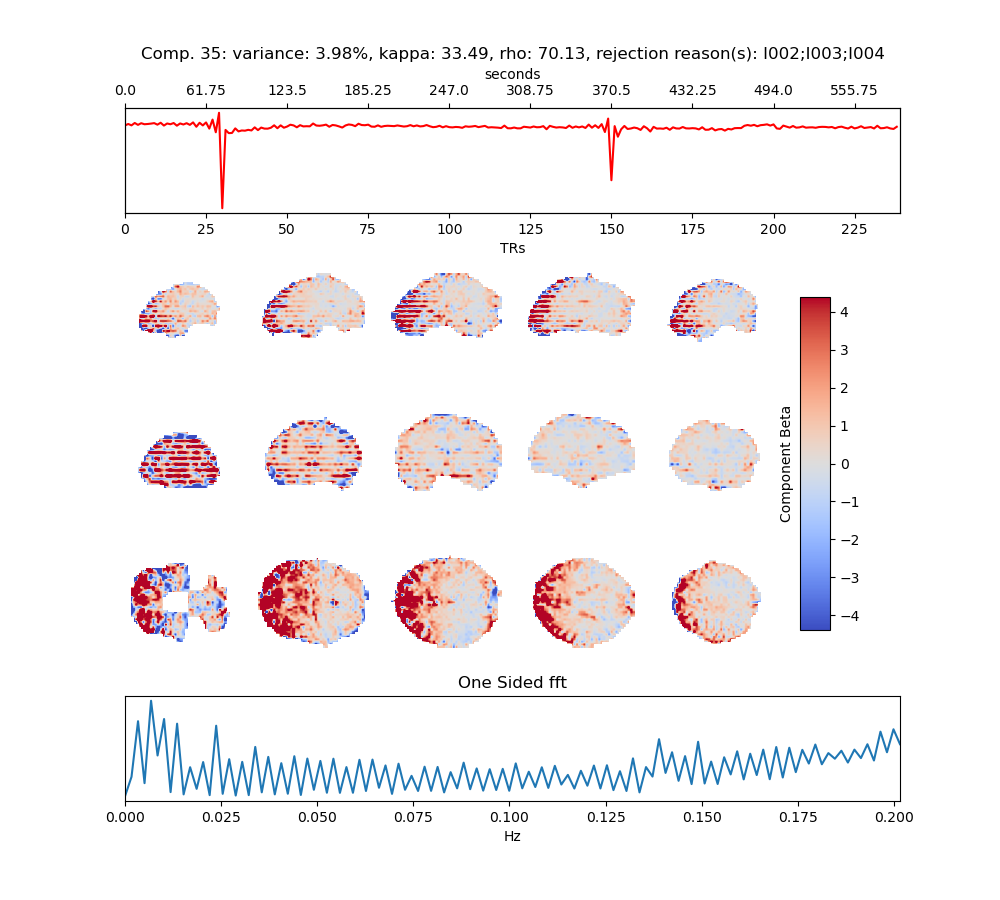 Comp. 35: variance: 3.98%, kappa: 33.49, rho: 70.13, rejection reason(s): I002;I003;I004
seconds
0.0 61.75 123.5 185.25 247.0 308.75 370.5 432.25 494.0 555.75
0 25 50 75 100 125 150 175 200 225
TRs
4
3
2
1
0
−1
−2
−3
−4
Component Beta
One Sided fft
0.000 0.025 0.050 0.075 0.100 0.125 0.150 0.175 0.200
Hz